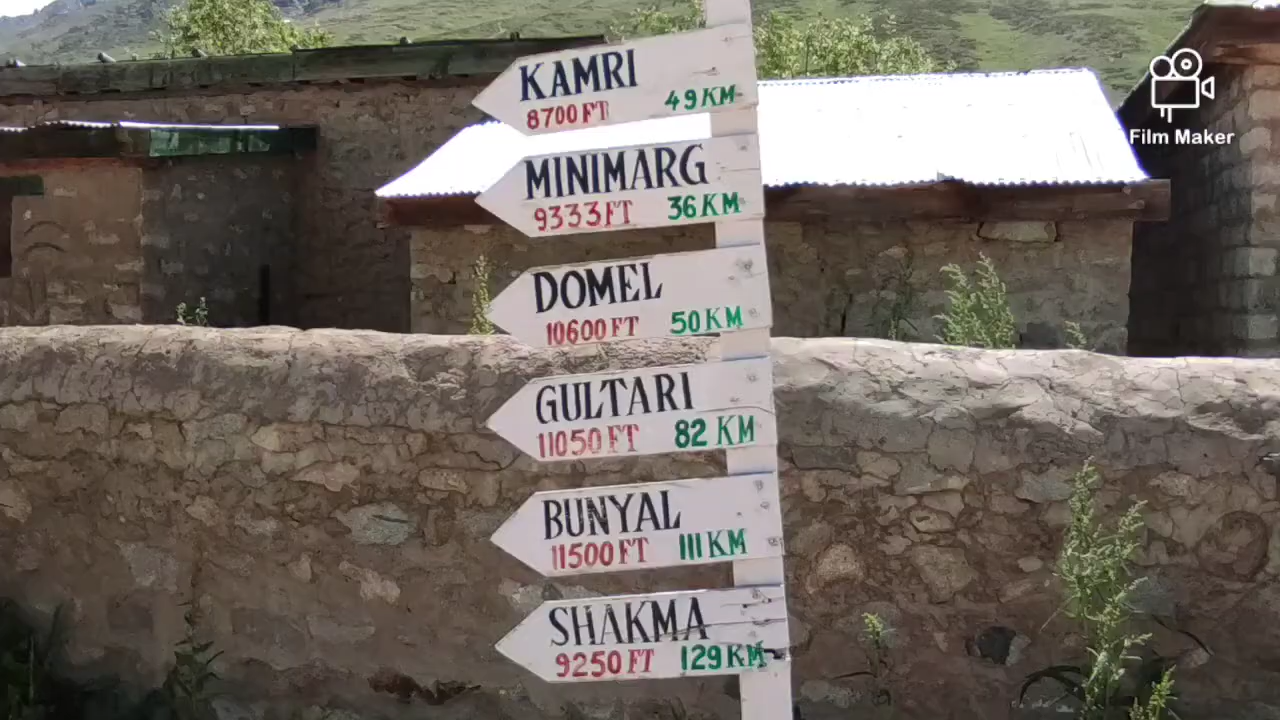 KAMRI
8700 FT 49 KM
MINIMARG
9333 FT 36 KM
DOMEL
10600 FT 50 KM
GULTARI
11050 FT 82 KM
BUNYAL
11500 FT 111 KM
SHAKMA
9250 FT 129 KM
Film Maker